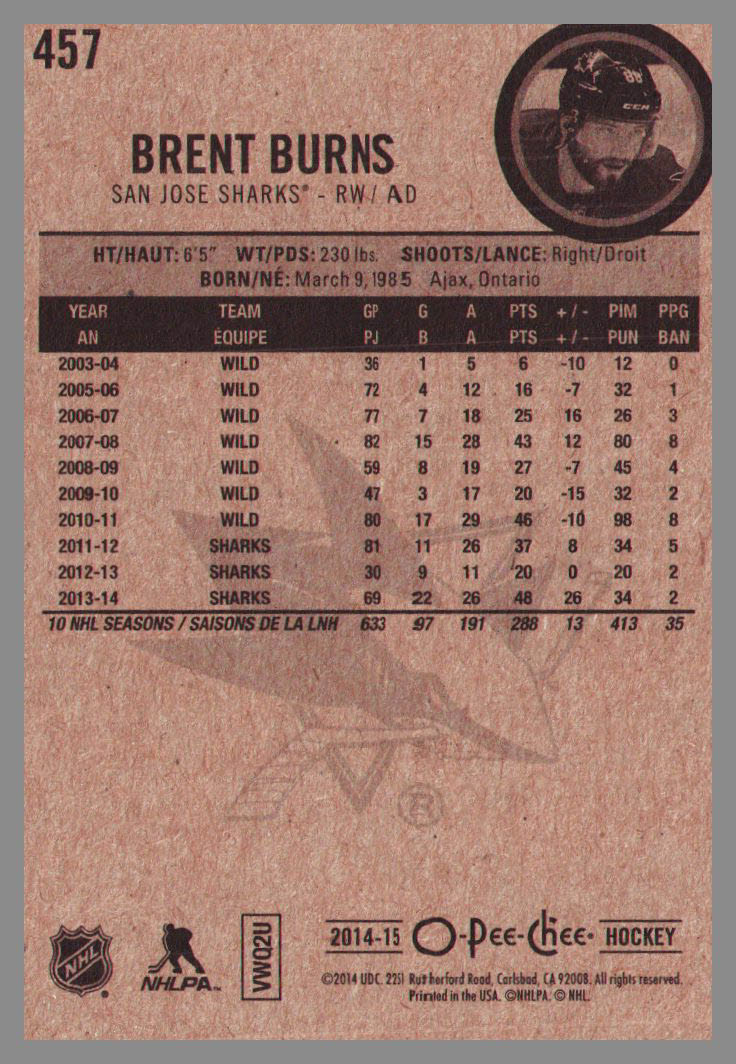 457
88
CCM
BRENT BURNS
SAN JOSE SHARKS® - RW / AD
HT/HAUT: 6'5" WT/PDS: 230 lbs. SHOOTS/LANCE: Right/Droit
BORN/NÉ: March 9, 1985 Ajax, Ontario
YEAR TEAM GP G A PTS + / - PIM PPG
AN ÉQUIPE PJ B A PTS + / - PUN BAN
2003-04 WILD 36 1 5 6 -10 12 0
2005-06 WILD 72 4 12 16 -7 32 1
2006-07 WILD 77 7 18 25 16 26 3
2007-08 WILD 82 15 28 43 12 80 8
2008-09 WILD 59 8 19 27 -7 45 4
2009-10 WILD 47 3 17 20 -15 32 2
2010-11 WILD 80 17 29 46 -10 98 8
2011-12 SHARKS 81 11 26 37 8 34 5
2012-13 SHARKS 30 9 11 20 0 20 2
2013-14 SHARKS 69 22 26 48 26 34 2
10 NHL SEASONS / SAISONS DE LA LNH 633 97 191 288 13 413 35
®
NHL
NHLPA™
VWQ2U
2014-15 O-Pee-Chee® HOCKEY
©2014 UDC. 2251 Rutherford Road, Carlsbad, CA 92008. All rights reserved.
Printed in the USA. ©NHLPA. © NHL.